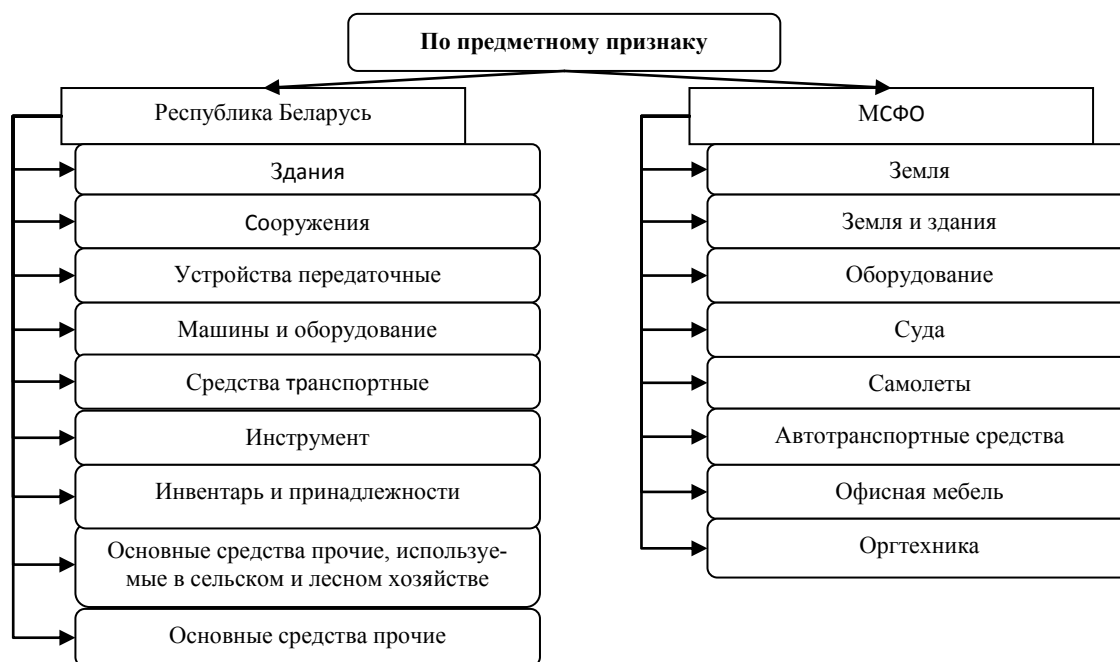 По предметному признаку
Республика Беларусь
Здания
Сооружения
Устройства передаточные
Машины и оборудование
Средства транспортные
Инструмент
Инвентарь и принадлежности
Основные средства прочие, используе-
мые в сельском и лесном хозяйстве
Основные средства прочие
МСФО
Земля
Земля и здания
Оборудование
Суда
Самолеты
Автотранспортные средства
Офисная мебель
Оргтехника